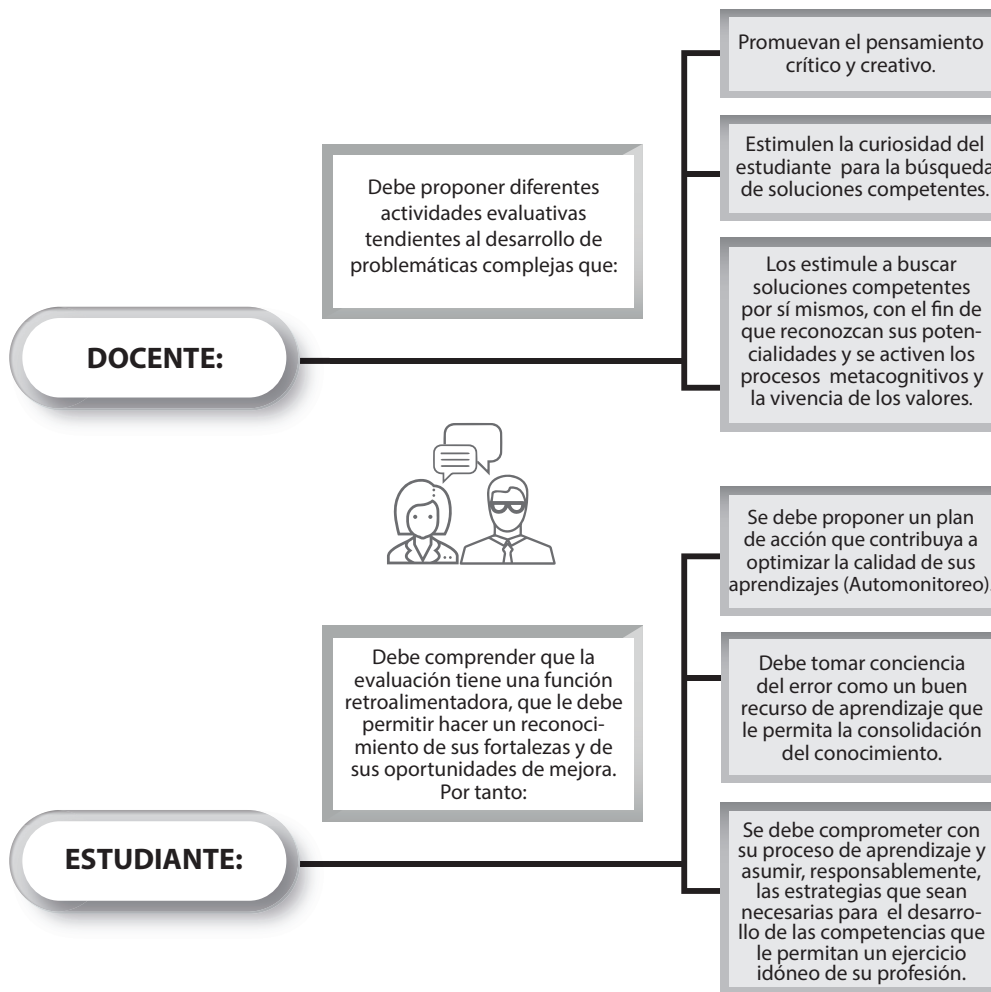 DOCENTE:
Debe proponer diferentes
actividades evaluativas
tendientes al desarrollo de
problemáticas complejas que:
Promuevan el pensamiento
crítico y creativo.
Estimulen la curiosidad del
estudiante para la búsqueda
de soluciones competentes.
Los estimule a buscar
soluciones competentes
por sí mismos, con el fin de
que reconozcan sus poten-
cialidades y se activen los
procesos metacognitivos y
la vivencia de los valores.
ESTUDIANTE:
Debe comprender que la
evaluación tiene una función
retroalimentadora, que le debe
permitir hacer un reconoci-
miento de sus fortalezas y de
sus oportunidades de mejora.
Por tanto:
Se debe proponer un plan
de acción que contribuya a
optimizar la calidad de sus
aprendizajes (Automonitoreo).
Debe tomar conciencia
del error como un buen
recurso de aprendizaje que
le permita la consolidación
del conocimiento.
Se debe comprometer con
su proceso de aprendizaje y
asumir, responsablemente,
las estrategias que sean
necesarias para el desarro-
llo de las competencias que
le permitan un ejercicio
idóneo de su profesión.